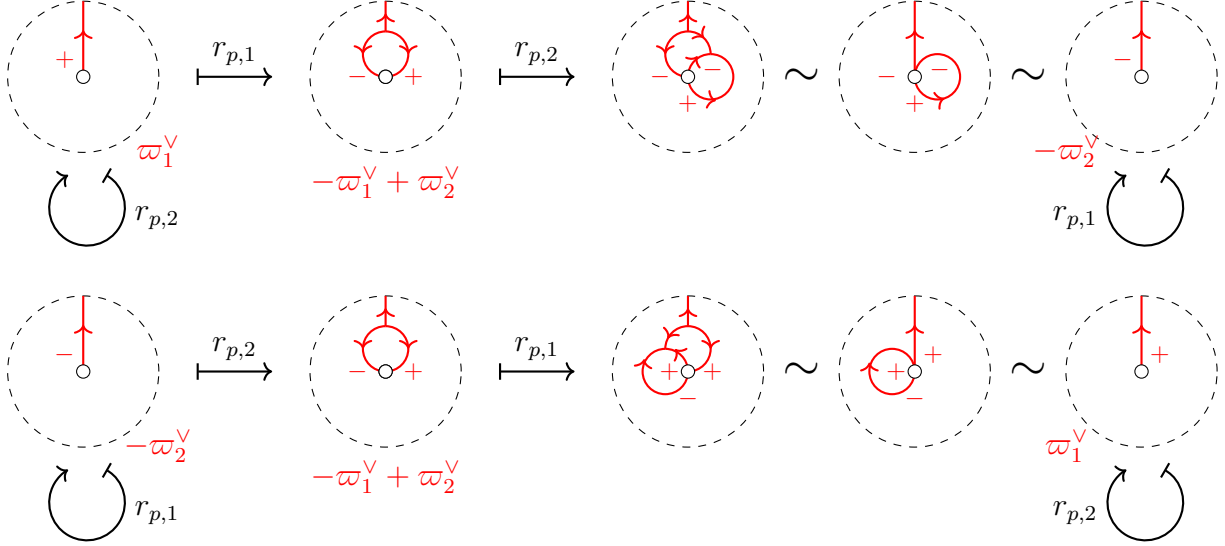 + r_{p,1} − + r_{p,2} − − + ∼ − − + ∼ −
ϖ_1^∨ −ϖ_1^∨ + ϖ_2^∨ −ϖ_2^∨
r_{p,2} r_{p,1}
− r_{p,2} − + r_{p,1} + + − ∼ + + − ∼ +
−ϖ_2^∨ −ϖ_1^∨ + ϖ_2^∨ ϖ_1^∨
r_{p,1} r_{p,2}